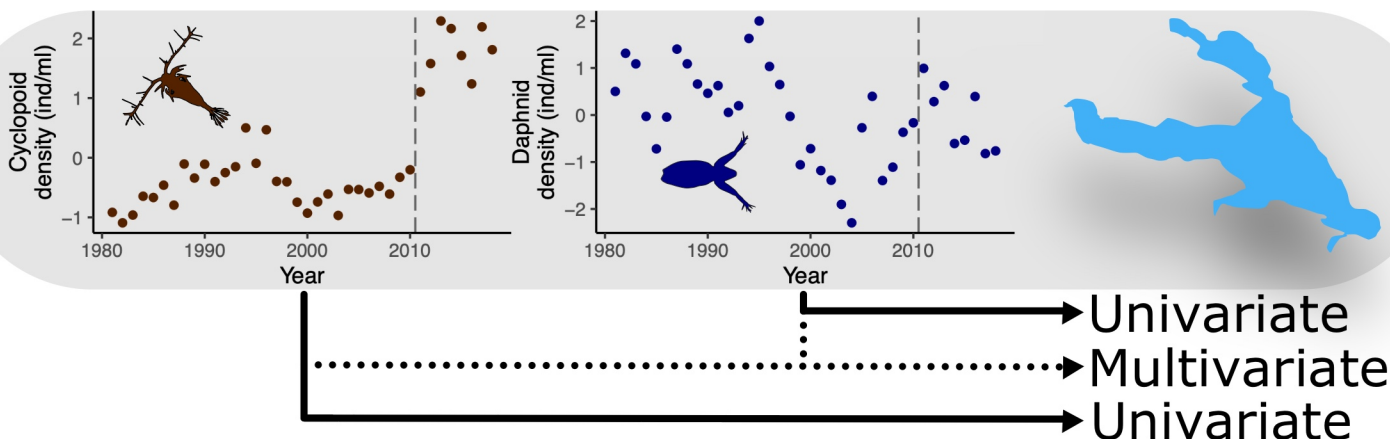 Cyclopoid
density (ind/ml)
2
1
0
−1
1980 1990 2000 2010
Year
Daphnid
density (ind/ml)
2
1
0
−1
−2
1980 1990 2000 2010
Year
Univariate
Multivariate
Univariate